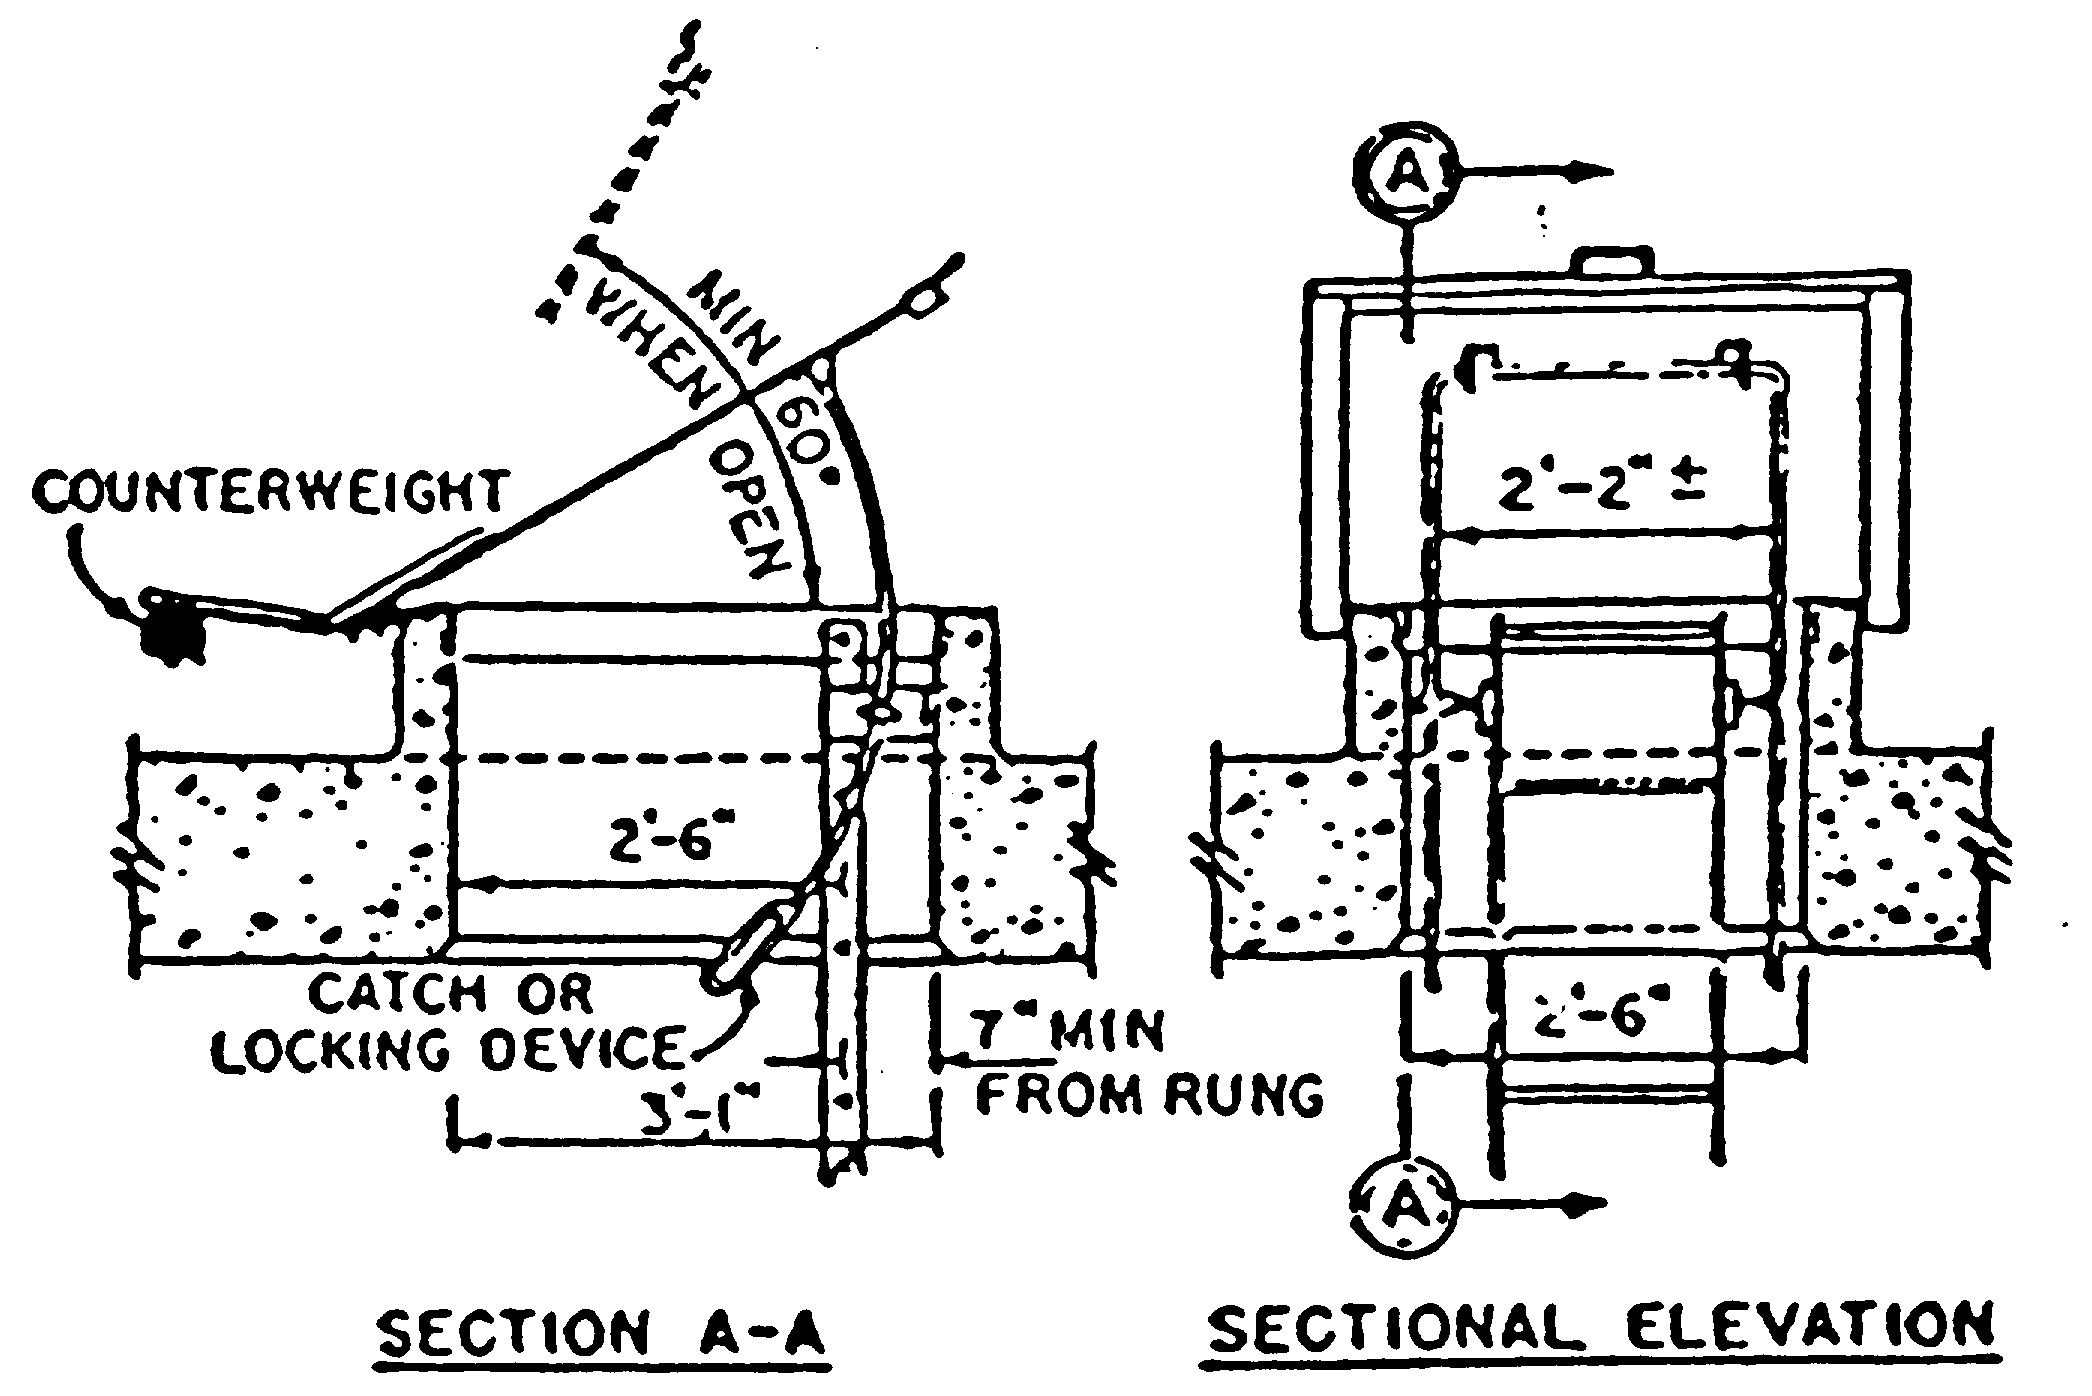 COUNTERWEIGHT
MIN 60°
WHEN OPEN
2'-6"
CATCH OR
LOCKING DEVICE
7" MIN
FROM RUNG
3'-1"
SECTION A-A
A
2'-2" ±
2'-6"
A
SECTIONAL ELEVATION